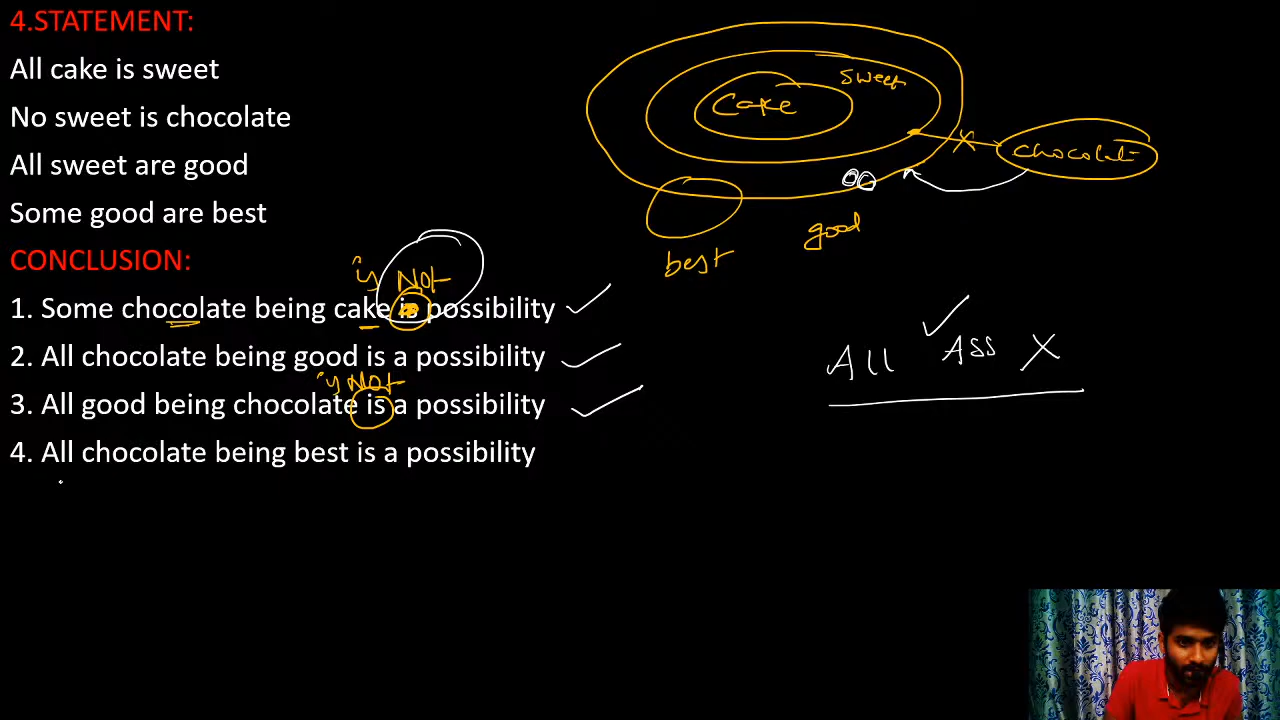 4.STATEMENT:
All cake is sweet
No sweet is chocolate
All sweet are good
Some good are best
CONCLUSION:
is Not
1. Some chocolate being cake is possibility
2. All chocolate being good is a possibility
is Not
3. All good being chocolate is a possibility
4. All chocolate being best is a possibility
sweet
Cake
X
chocolate
good
best
All Ass X